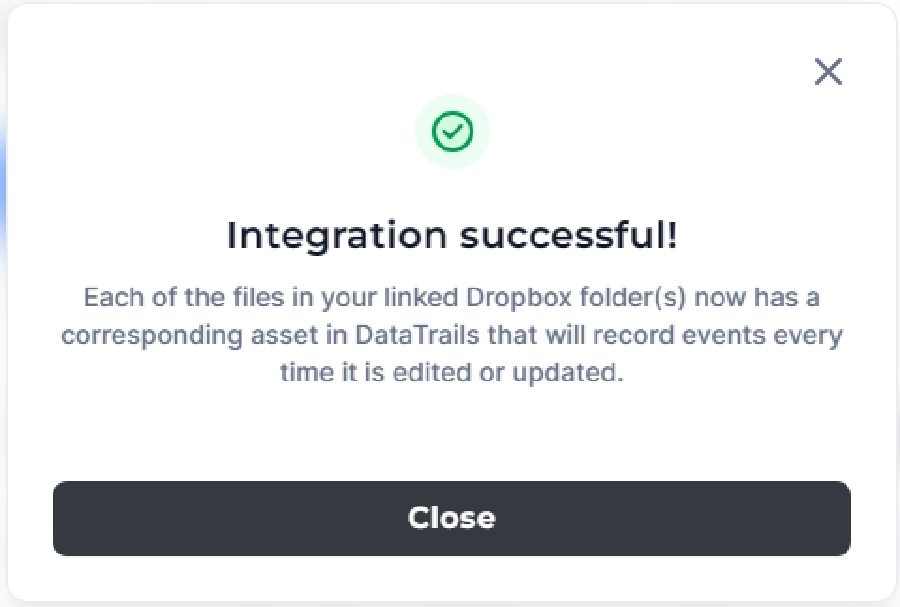 Integration successful!
Each of the files in your linked Dropbox folder(s) now has a
corresponding asset in DataTrails that will record events every
time it is edited or updated.
Close